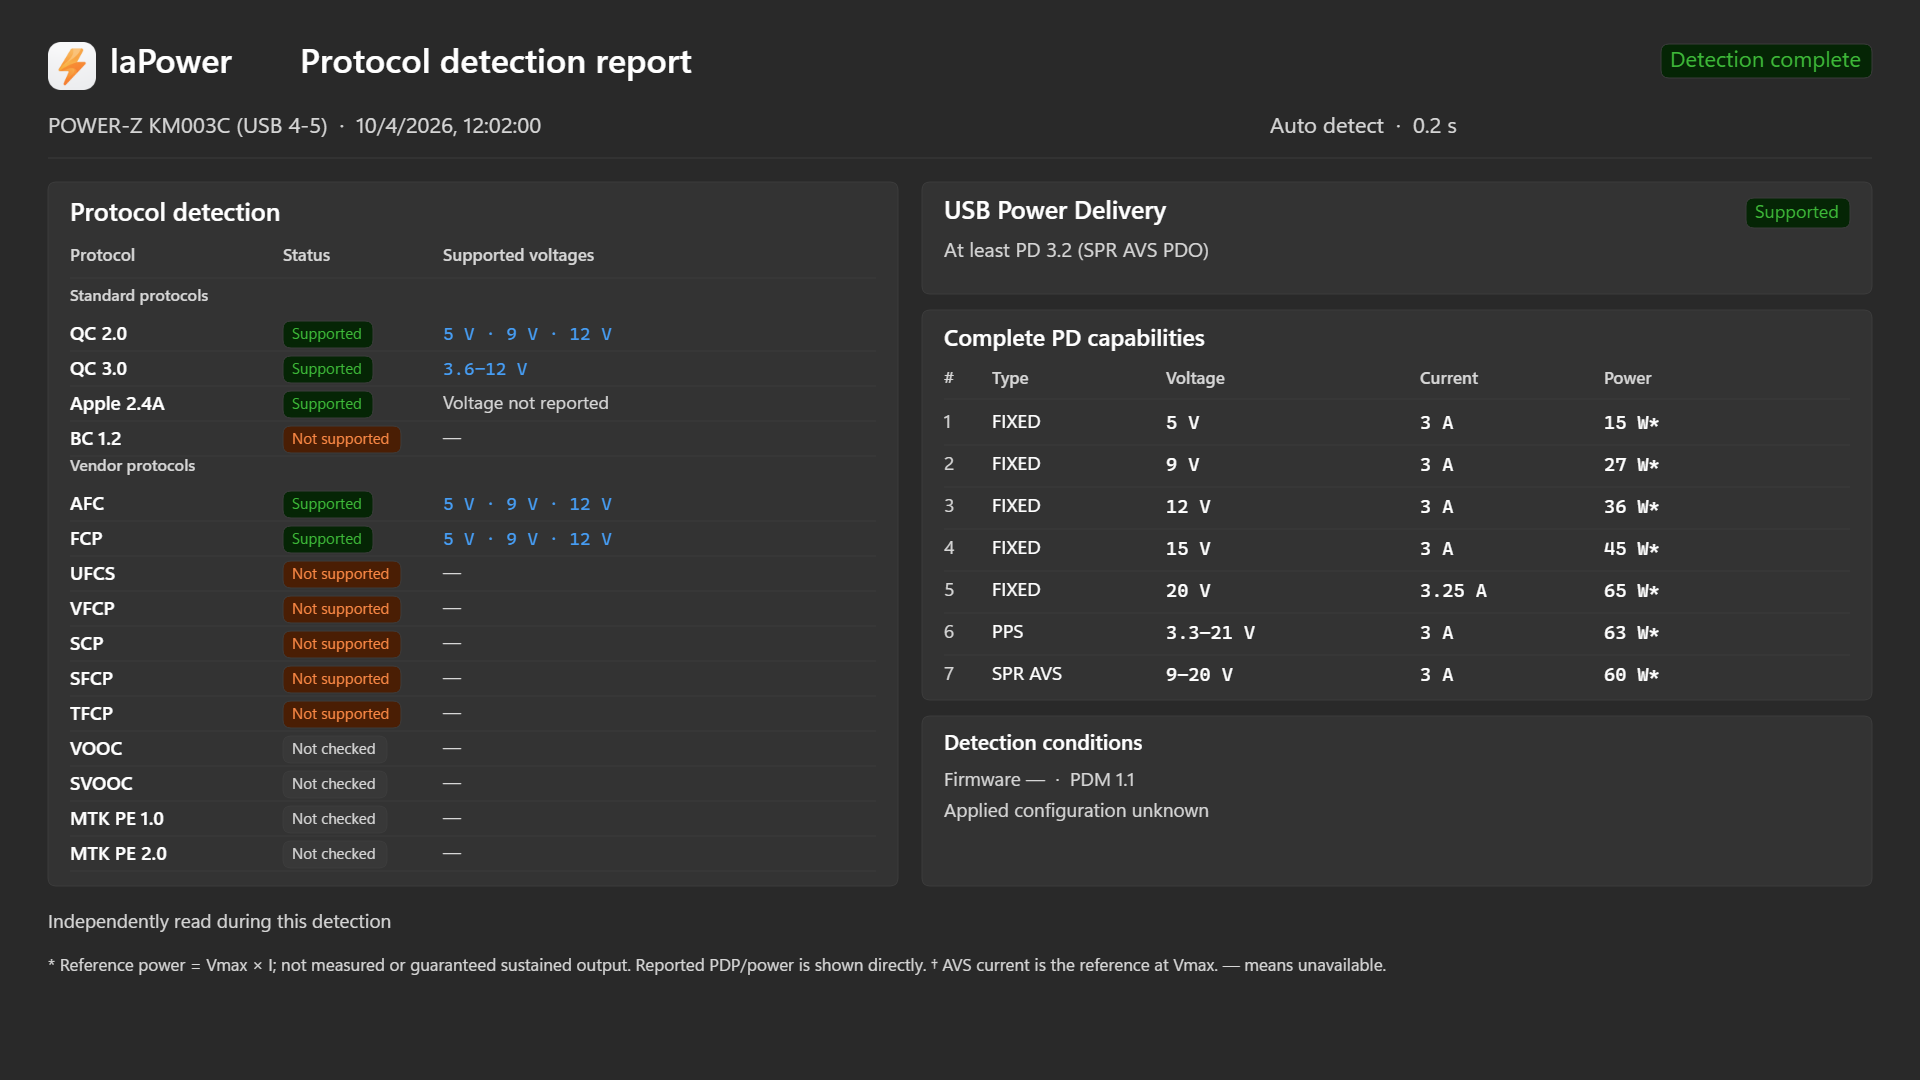 laPower
Protocol detection report
Detection complete
POWER-Z KM003C (USB 4-5) · 10/4/2026, 12:02:00
Auto detect · 0.2 s
Protocol detection
Protocol Status Supported voltages
Standard protocols
QC 2.0 Supported 5 V · 9 V · 12 V
QC 3.0 Supported 3.6–12 V
Apple 2.4A Supported Voltage not reported
BC 1.2 Not supported —
Vendor protocols
AFC Supported 5 V · 9 V · 12 V
FCP Supported 5 V · 9 V · 12 V
UFCS Not supported —
VFCP Not supported —
SCP Not supported —
SFCP Not supported —
TFCP Not supported —
VOOC Not checked —
SVOOC Not checked —
MTK PE 1.0 Not checked —
MTK PE 2.0 Not checked —
USB Power Delivery
Supported
At least PD 3.2 (SPR AVS PDO)
Complete PD capabilities
# Type Voltage Current Power
1 FIXED 5 V 3 A 15 W*
2 FIXED 9 V 3 A 27 W*
3 FIXED 12 V 3 A 36 W*
4 FIXED 15 V 3 A 45 W*
5 FIXED 20 V 3.25 A 65 W*
6 PPS 3.3–21 V 3 A 63 W*
7 SPR AVS 9–20 V 3 A 60 W*
Detection conditions
Firmware — · PDM 1.1
Applied configuration unknown
Independently read during this detection
* Reference power = Vmax × I; not measured or guaranteed sustained output. Reported PDP/power is shown directly. † AVS current is the reference at Vmax. — means unavailable.